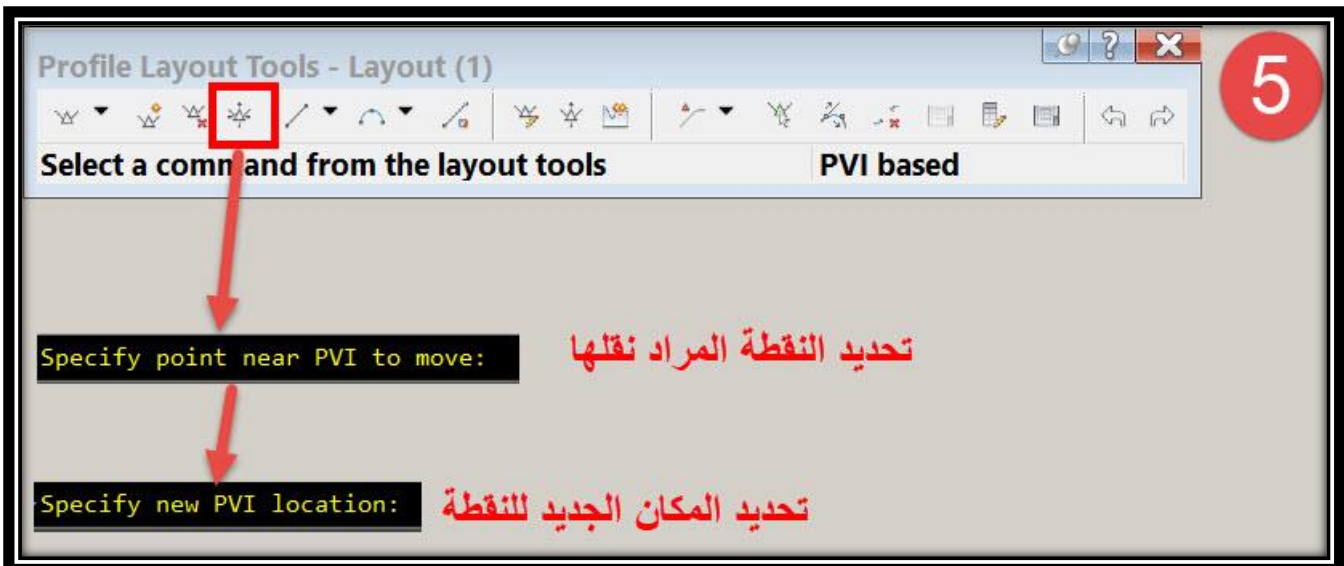 Profile Layout Tools - Layout (1)
5
Select a command from the layout tools PVI based
Specify point near PVI to move: تحديد النقطة المراد نقلها
Specify new PVI location: تحديد المكان الجديد للنقطة